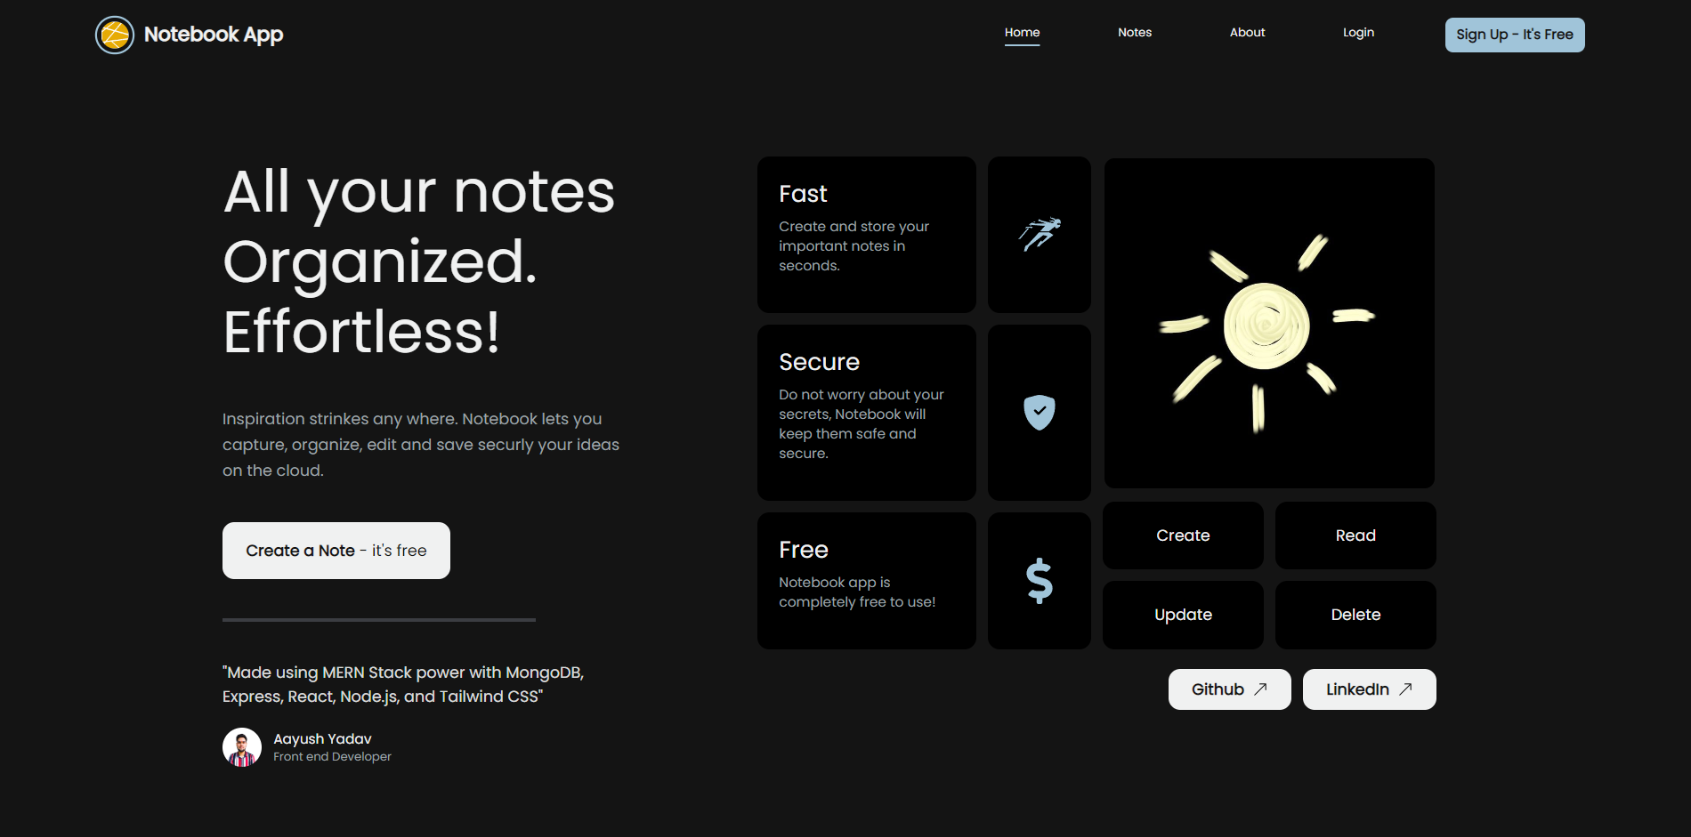 Notebook App
Home
Notes
About
Login
Sign Up - It's Free
All your notes
Organized.
Effortless!
Inspiration strinkes any where. Notebook lets you
capture, organize, edit and save securly your ideas
on the cloud.
Create a Note - it's free
"Made using MERN Stack power with MongoDB,
Express, React, Node.js, and Tailwind CSS"
Aayush Yadav
Front end Developer
Fast
Create and store your
important notes in
seconds.
Secure
Do not worry about your
secrets, Notebook will
keep them safe and
secure.
Free
Notebook app is
completely free to use!
$
Create
Read
Update
Delete
Github
LinkedIn